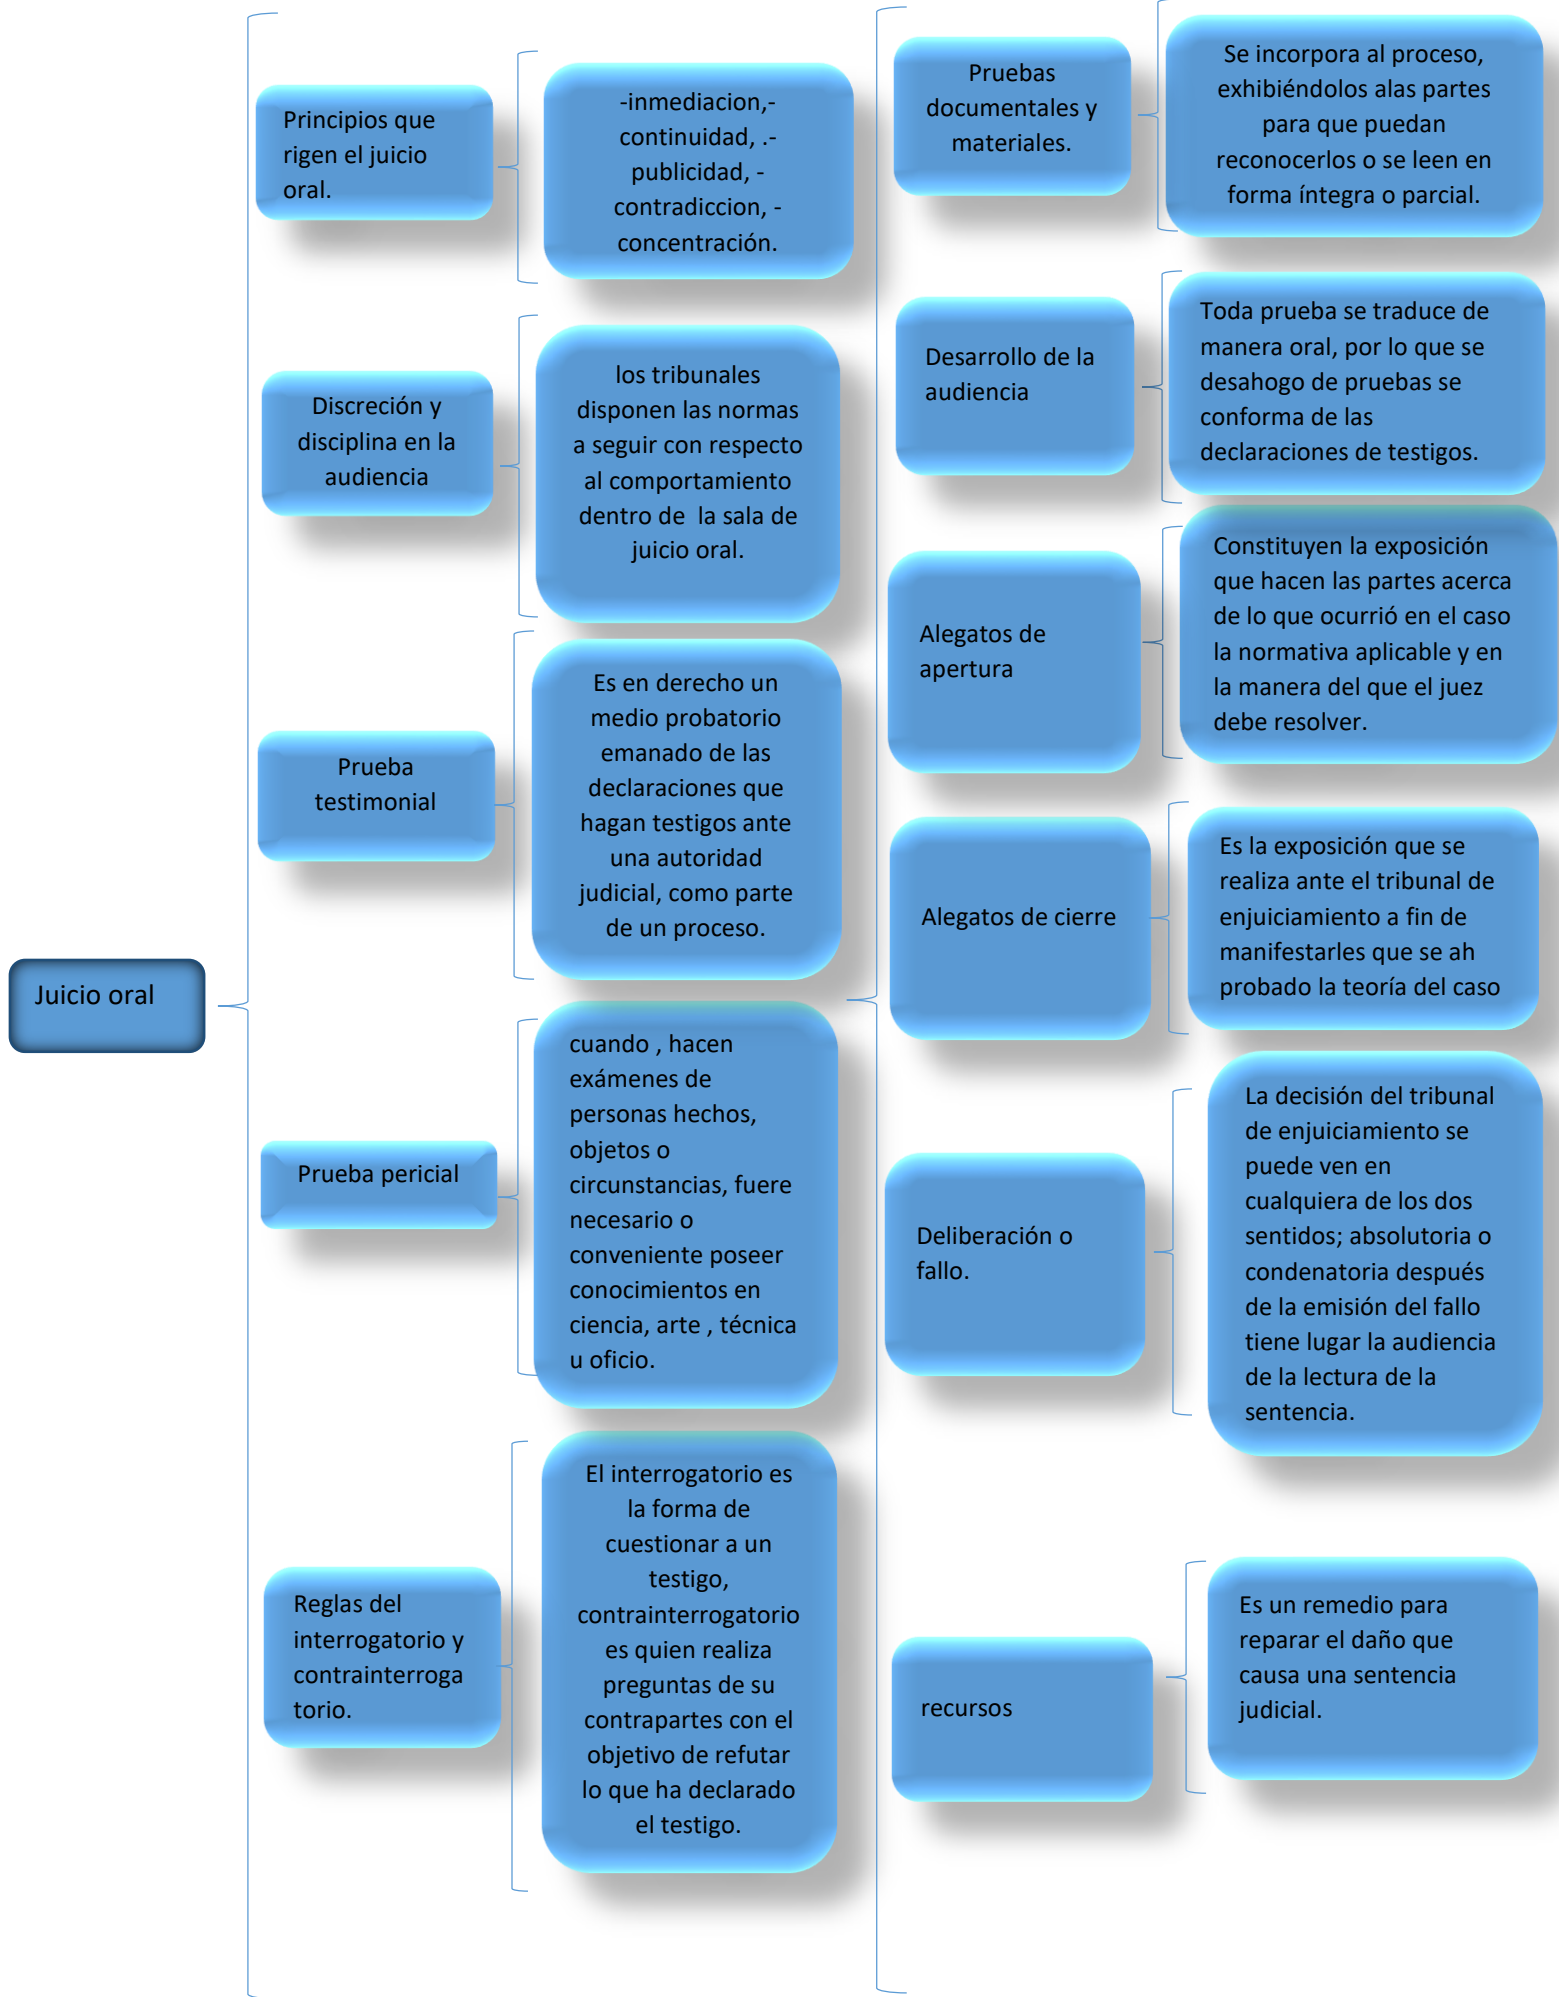 Juicio oral
Principios que
rigen el juicio
oral.
-inmediacion,-
continuidad, .-
publicidad, -
contradiccion, -
concentración.
Discreción y
disciplina en la
audiencia
los tribunales
disponen las normas
a seguir con respecto
al comportamiento
dentro de  la sala de
juicio oral.
Prueba
testimonial
Es en derecho un
medio probatorio
emanado de las
declaraciones que
hagan testigos ante
una autoridad
judicial, como parte
de un proceso.
Prueba pericial
cuando , hacen
exámenes de
personas hechos,
objetos o
circunstancias, fuere
necesario o
conveniente poseer
conocimientos en
ciencia, arte , técnica
u oficio.
Reglas del
interrogatorio y
contrainterroga
torio.
El interrogatorio es
la forma de
cuestionar a un
testigo,
contrainterrogatorio
es quien realiza
preguntas de su
contrapartes con el
objetivo de refutar
lo que ha declarado
el testigo.
Pruebas
documentales y
materiales.
Se incorpora al proceso,
exhibiéndolos alas partes
para que puedan
reconocerlos o se leen en
forma íntegra o parcial.
Desarrollo de la
audiencia
Toda prueba se traduce de
manera oral, por lo que se
desahogo de pruebas se
conforma de las
declaraciones de testigos.
Alegatos de
apertura
Constituyen la exposición
que hacen las partes acerca
de lo que ocurrió en el caso
la normativa aplicable y en
la manera del que el juez
debe resolver.
Alegatos de cierre
Es la exposición que se
realiza ante el tribunal de
enjuiciamiento a fin de
manifestarles que se ah
probado la teoría del caso
Deliberación o
fallo.
La decisión del tribunal
de enjuiciamiento se
puede ven en
cualquiera de los dos
sentidos; absolutoria o
condenatoria después
de la emisión del fallo
tiene lugar la audiencia
de la lectura de la
sentencia.
recursos
Es un remedio para
reparar el daño que
causa una sentencia
judicial.